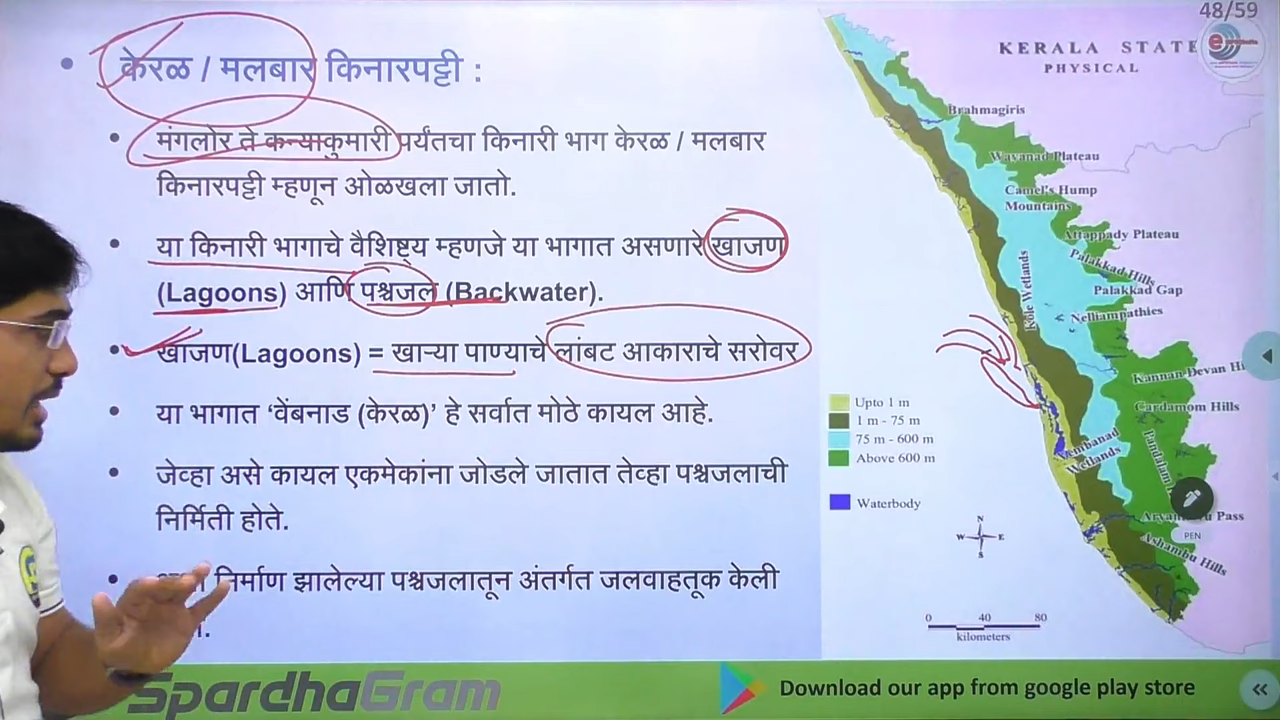 48/59
केरळ / मलबार किनारपट्टी :
मंगलोर ते कन्याकुमारी पर्यंतचा किनारी भाग केरळ / मलबार
किनारपट्टी म्हणून ओळखला जातो.
या किनारी भागाचे वैशिष्ट्य म्हणजे या भागात असणारे खाजण
(Lagoons) आणि पश्चजल (Backwater).
खाजण(Lagoons) = खाऱ्या पाण्याचे लांबट आकाराचे सरोवर
या भागात ‘वेंबनाड (केरळ)’ हे सर्वात मोठे कायल आहे.
जेव्हा असे कायल एकमेकांना जोडले जातात तेव्हा पश्चजलाची
निर्मिती होते.
निर्माण झालेल्या पश्चजलातून अंतर्गत जलवाहतूक केली
KERALA STATE
PHYSICAL
Brahmagiris
Wayanad Plateau
Camel's Hump
Mountains
Attappady Plateau
Palakkad Hills
Palakkad Gap
Kole Wetlands
Nelliampathies
Kannan Devan Hi
Cardamom Hills
Vembanad
Wetlands
Pandalam
Pass
Ashambu Hills
Upto 1 m
1 m - 75 m
75 m - 600 m
Above 600 m
Waterbody
N
W E
S
0 40 80
kilometers
PEN
SpardhaGram
Download our app from google play store